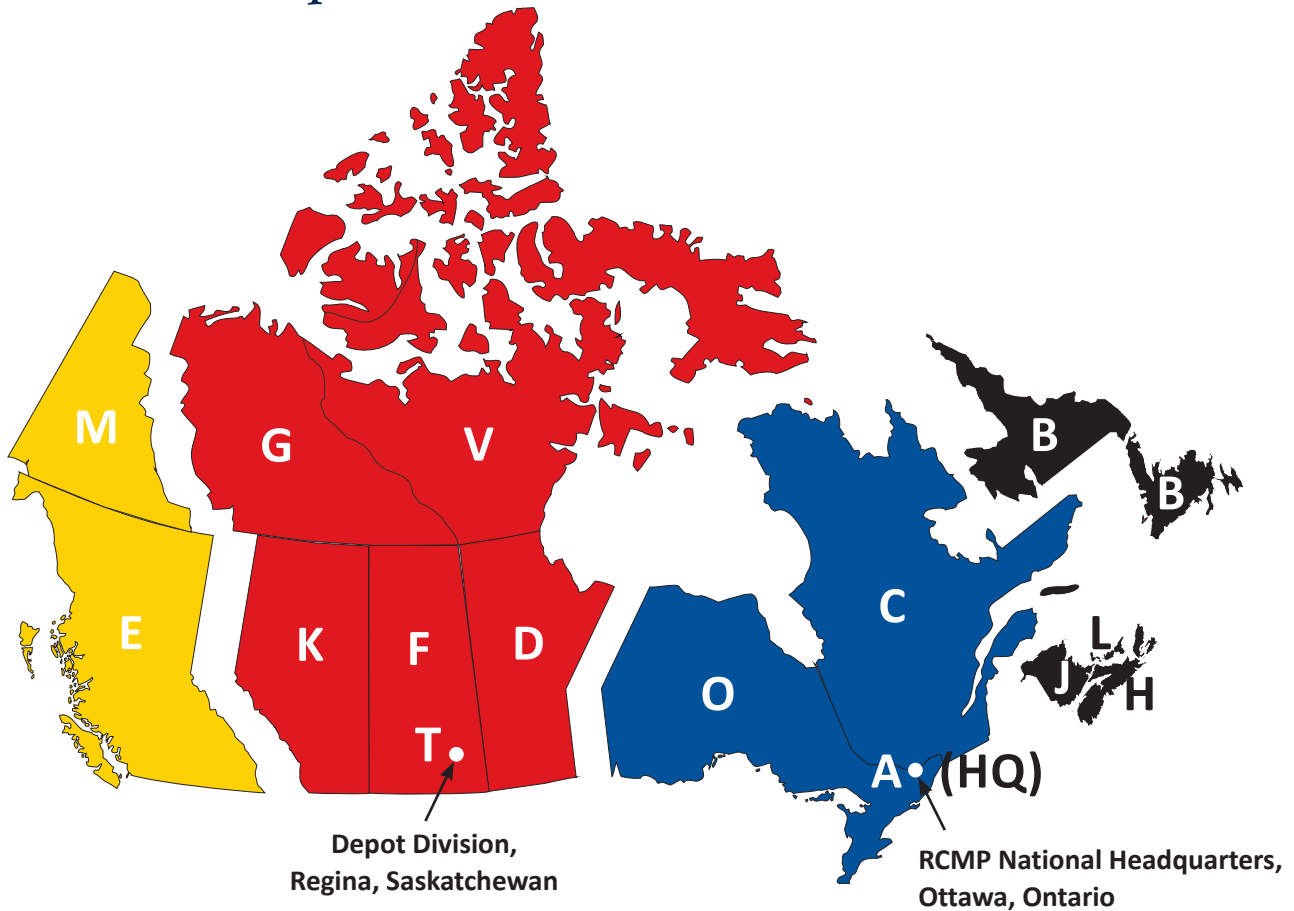 M
G
V
B
B
E
K
F
D
C
O
L
J
H
T
A
(HQ)
Depot Division,
Regina, Saskatchewan
RCMP National Headquarters,
Ottawa, Ontario